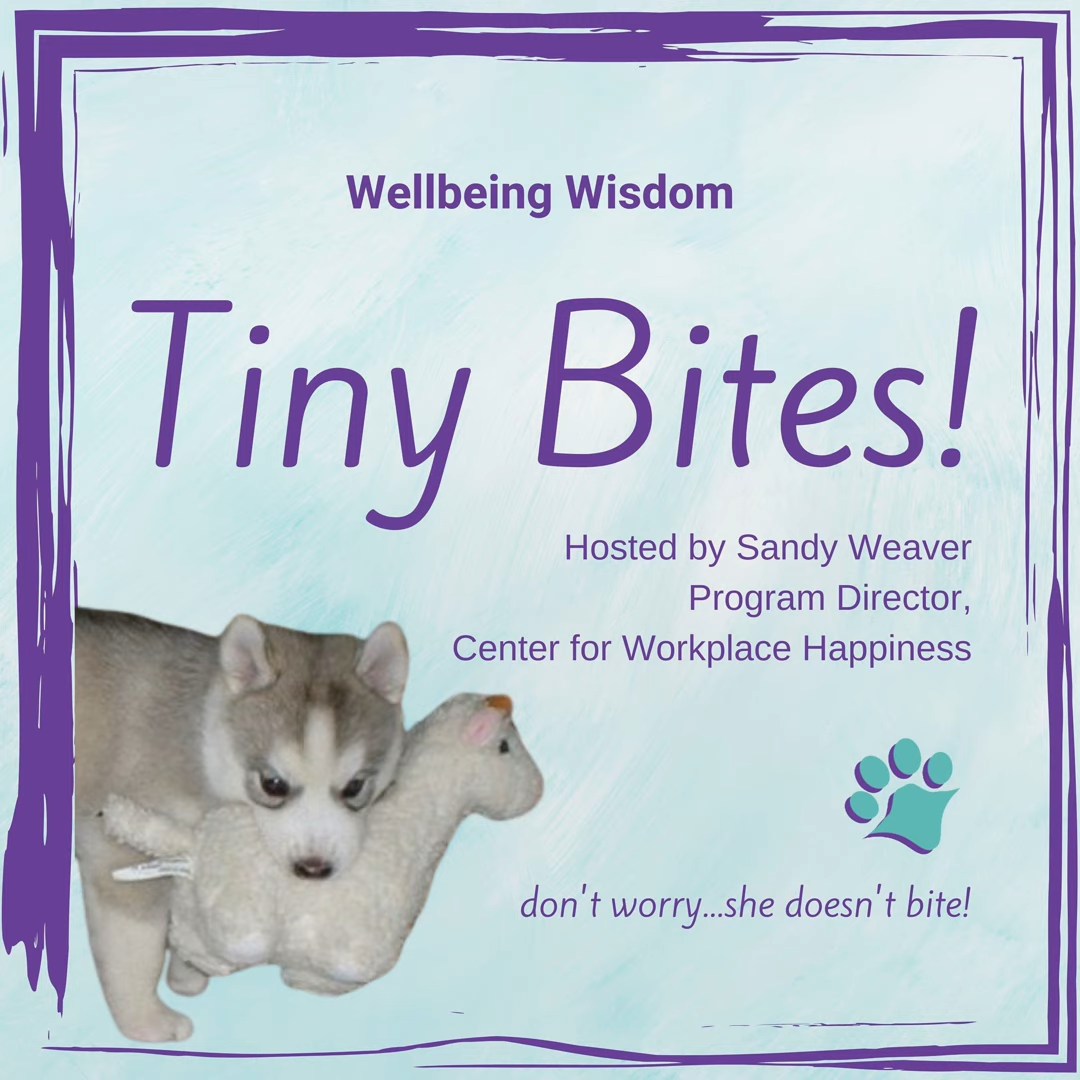 Wellbeing Wisdom
Tiny Bites!
Hosted by Sandy Weaver
Program Director,
Center for Workplace Happiness
don't worry...she doesn't bite!